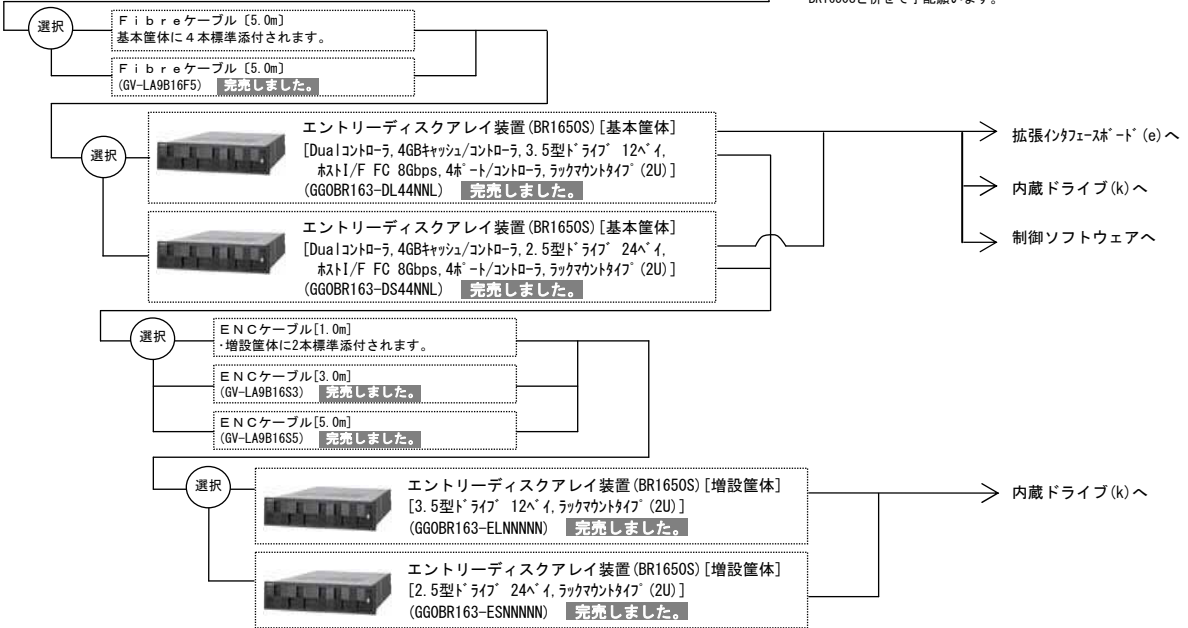 BR1650Sと併せて手配願います。
選択
Ｆｉｂｒｅケーブル〔5.0m〕
基本筐体に４本標準添付されます。
Ｆｉｂｒｅケーブル〔5.0m〕
(GV-LA9B16F5) 完売しました。
選択
エントリーディスクアレイ装置(BR1650S)[基本筐体]
[Dualｺﾝﾄﾛｰﾗ,4GBｷｬｯｼｭ/ｺﾝﾄﾛｰﾗ,3.5型ﾄﾞﾗｲﾌﾞ 12ﾍﾞｲ,
ﾎｽﾄI/F FC 8Gbps,4ﾎﾟｰﾄ/ｺﾝﾄﾛｰﾗ,ﾗｯｸﾏｳﾝﾄﾀｲﾌﾟ(2U)]
(GG0BR163-DL44NNL) 完売しました。
エントリーディスクアレイ装置(BR1650S)[基本筐体]
[Dualｺﾝﾄﾛｰﾗ,4GBｷｬｯｼｭ/ｺﾝﾄﾛｰﾗ,2.5型ﾄﾞﾗｲﾌﾞ 24ﾍﾞｲ,
ﾎｽﾄI/F FC 8Gbps,4ﾎﾟｰﾄ/ｺﾝﾄﾛｰﾗ,ﾗｯｸﾏｳﾝﾄﾀｲﾌﾟ(2U)]
(GG0BR163-DS44NNL) 完売しました。
拡張ｲﾝﾀﾌｪｰｽﾎﾞｰﾄﾞ(e)へ
内蔵ドライブ(k)へ
制御ソフトウェアへ
選択
ＥＮＣケーブル[1.0m]
･増設筐体に2本標準添付されます。
ＥＮＣケーブル[3.0m]
(GV-LA9B16S3) 完売しました。
ＥＮＣケーブル[5.0m]
(GV-LA9B16S5) 完売しました。
選択
エントリーディスクアレイ装置(BR1650S)[増設筐体]
[3.5型ﾄﾞﾗｲﾌﾞ 12ﾍﾞｲ,ﾗｯｸﾏｳﾝﾄﾀｲﾌﾟ(2U)]
(GG0BR163-ELNNNNN) 完売しました。
エントリーディスクアレイ装置(BR1650S)[増設筐体]
[2.5型ﾄﾞﾗｲﾌﾞ 24ﾍﾞｲ,ﾗｯｸﾏｳﾝﾄﾀｲﾌﾟ(2U)]
(GG0BR163-ESNNNNN) 完売しました。
内蔵ドライブ(k)へ